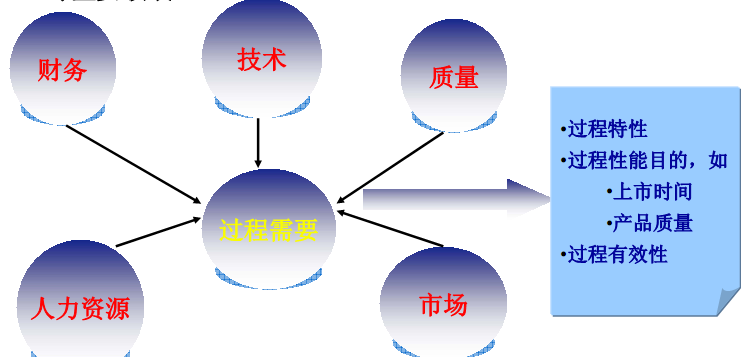 财务
技术
质量
过程需要
人力资源
市场
•过程特性
•过程性能目的，如
•上市时间
•产品质量
•过程有效性